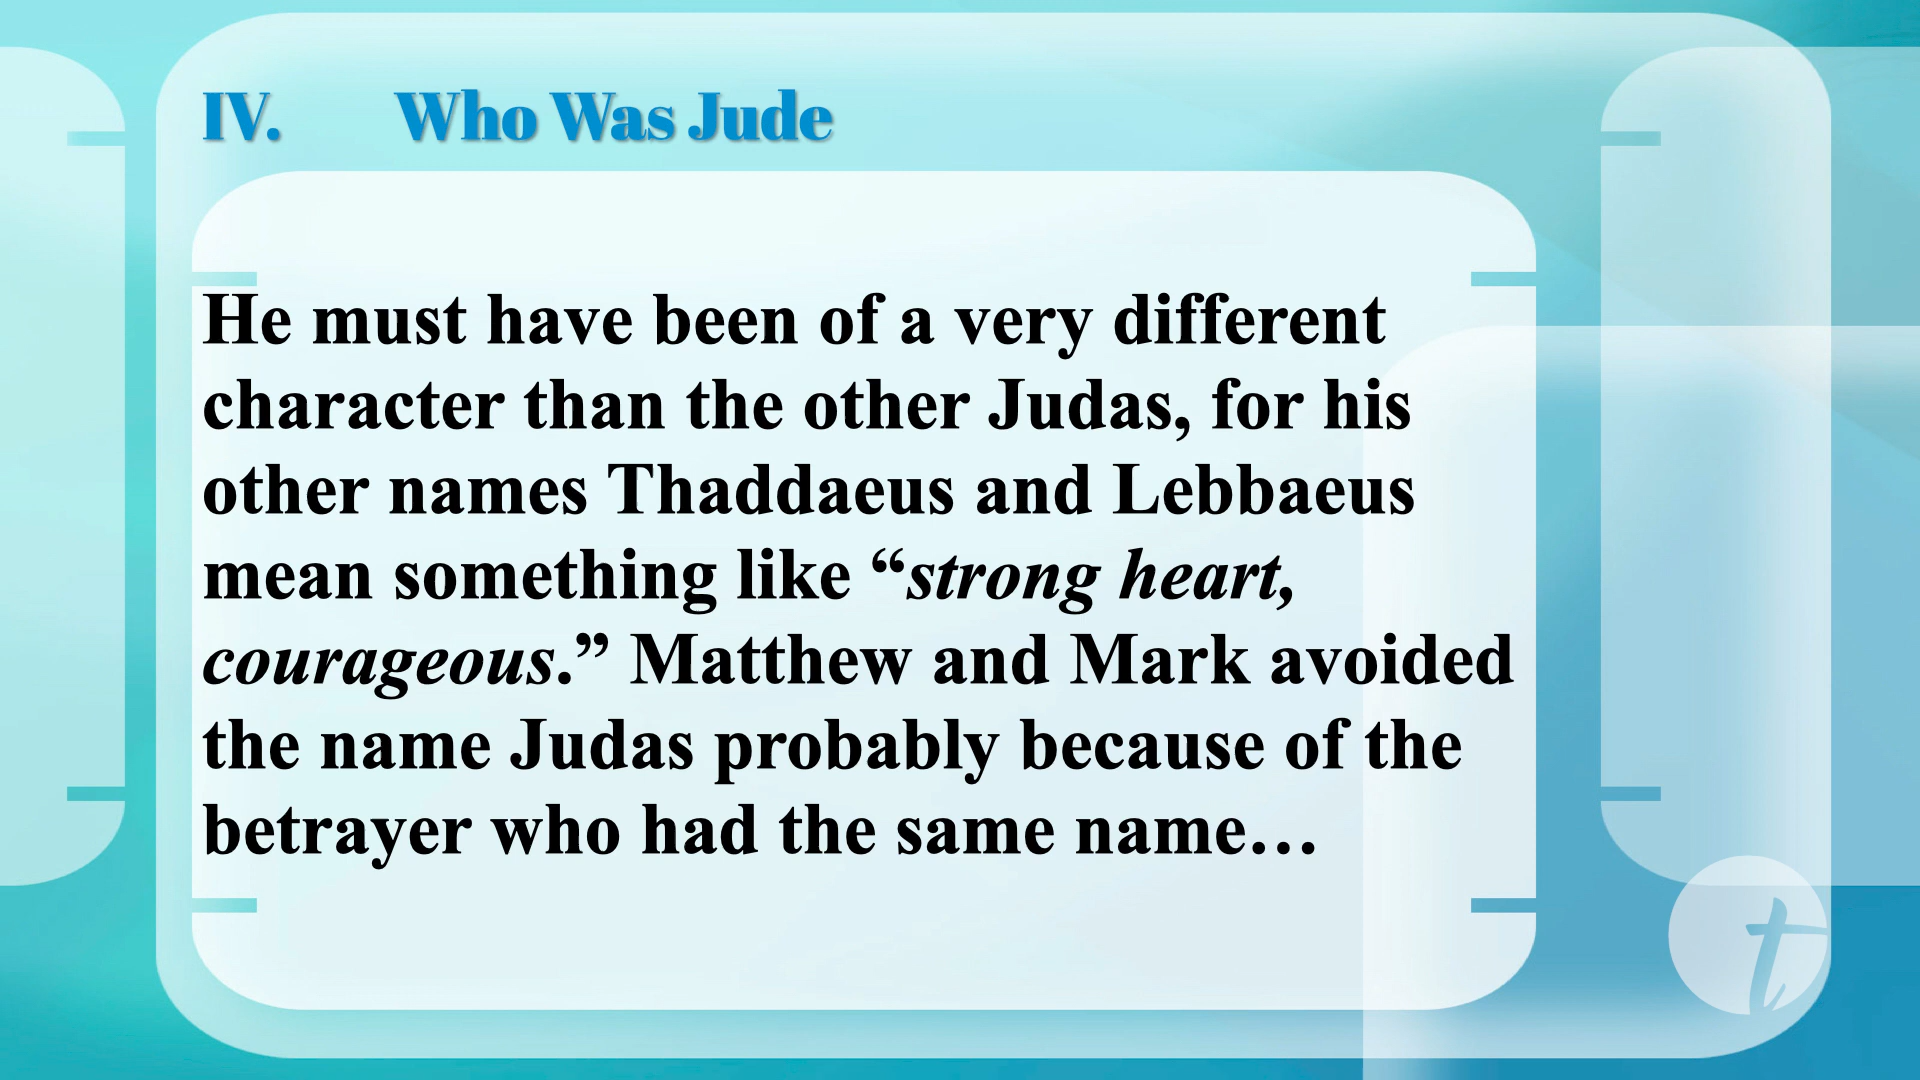 IV. Who Was Jude
He must have been of a very different
character than the other Judas, for his
other names Thaddaeus and Lebbaeus
mean something like “strong heart,
courageous.” Matthew and Mark avoided
the name Judas probably because of the
betrayer who had the same name…
t